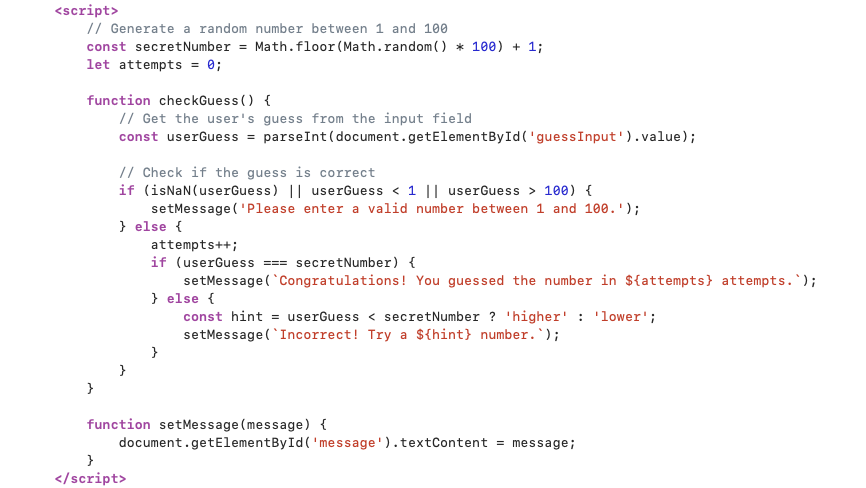 <script>
// Generate a random number between 1 and 100
const secretNumber = Math.floor(Math.random() * 100) + 1;
let attempts = 0;
function checkGuess() {
// Get the user's guess from the input field
const userGuess = parseInt(document.getElementById('guessInput').value);
// Check if the guess is correct
if (isNaN(userGuess) || userGuess < 1 || userGuess > 100) {
setMessage('Please enter a valid number between 1 and 100.');
} else {
attempts++;
if (userGuess === secretNumber) {
setMessage(`Congratulations! You guessed the number in ${attempts} attempts.`);
} else {
const hint = userGuess < secretNumber ? 'higher' : 'lower';
setMessage(`Incorrect! Try a ${hint} number.`);
}
}
}
function setMessage(message) {
document.getElementById('message').textContent = message;
}
</script>